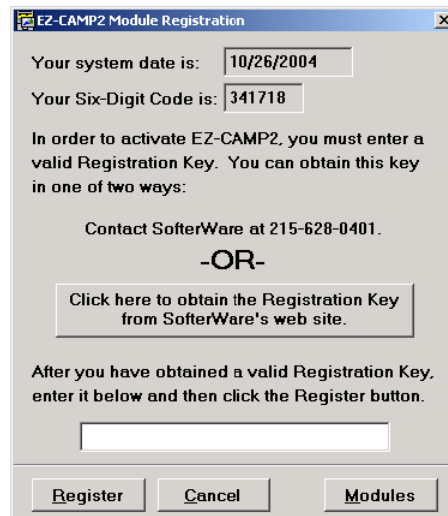 EZ-CAMP2 Module Registration
Your system date is: 10/26/2004
Your Six-Digit Code is: 341718
In order to activate EZ-CAMP2, you must enter a
valid Registration Key. You can obtain this key
in one of two ways:
Contact SofterWare at 215-628-0401.
-OR-
Click here to obtain the Registration Key
from SofterWare's web site.
After you have obtained a valid Registration Key,
enter it below and then click the Register button.
Register Cancel Modules